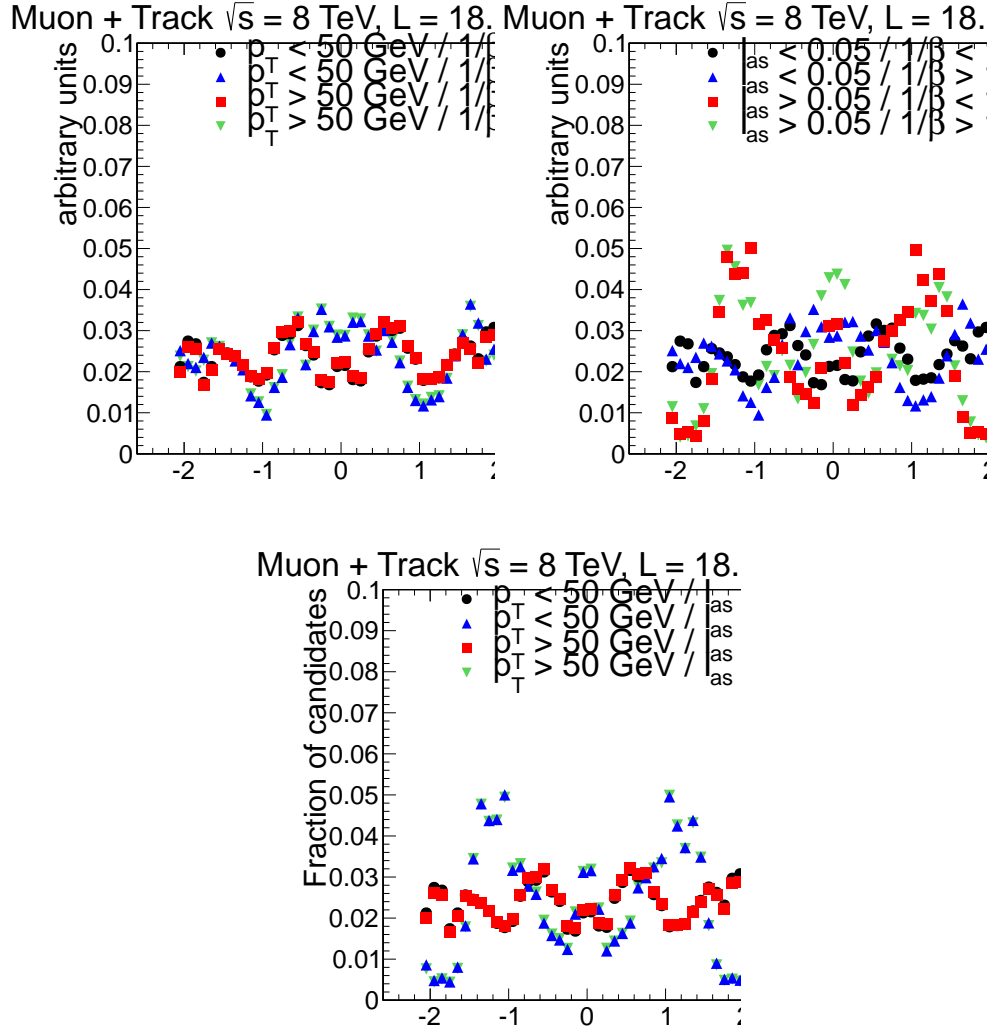 Muon + Track √s = 8 TeV, L = 18.
arbitrary units
p_T < 50 GeV / 1/β
p_T < 50 GeV / 1/β
p_T > 50 GeV / 1/β
p_T > 50 GeV / 1/β
0.1
0.09
0.08
0.07
0.06
0.05
0.04
0.03
0.02
0.01
0
-2 -1 0 1 2
Muon + Track √s = 8 TeV, L = 18.
arbitrary units
I_as < 0.05 / 1/β <
I_as < 0.05 / 1/β >
I_as > 0.05 / 1/β <
I_as > 0.05 / 1/β >
0.1
0.09
0.08
0.07
0.06
0.05
0.04
0.03
0.02
0.01
0
-2 -1 0 1 2
Muon + Track √s = 8 TeV, L = 18.
Fraction of candidates
p_T < 50 GeV / I_as
p_T < 50 GeV / I_as
p_T > 50 GeV / I_as
p_T > 50 GeV / I_as
0.1
0.09
0.08
0.07
0.06
0.05
0.04
0.03
0.02
0.01
0
-2 -1 0 1 2